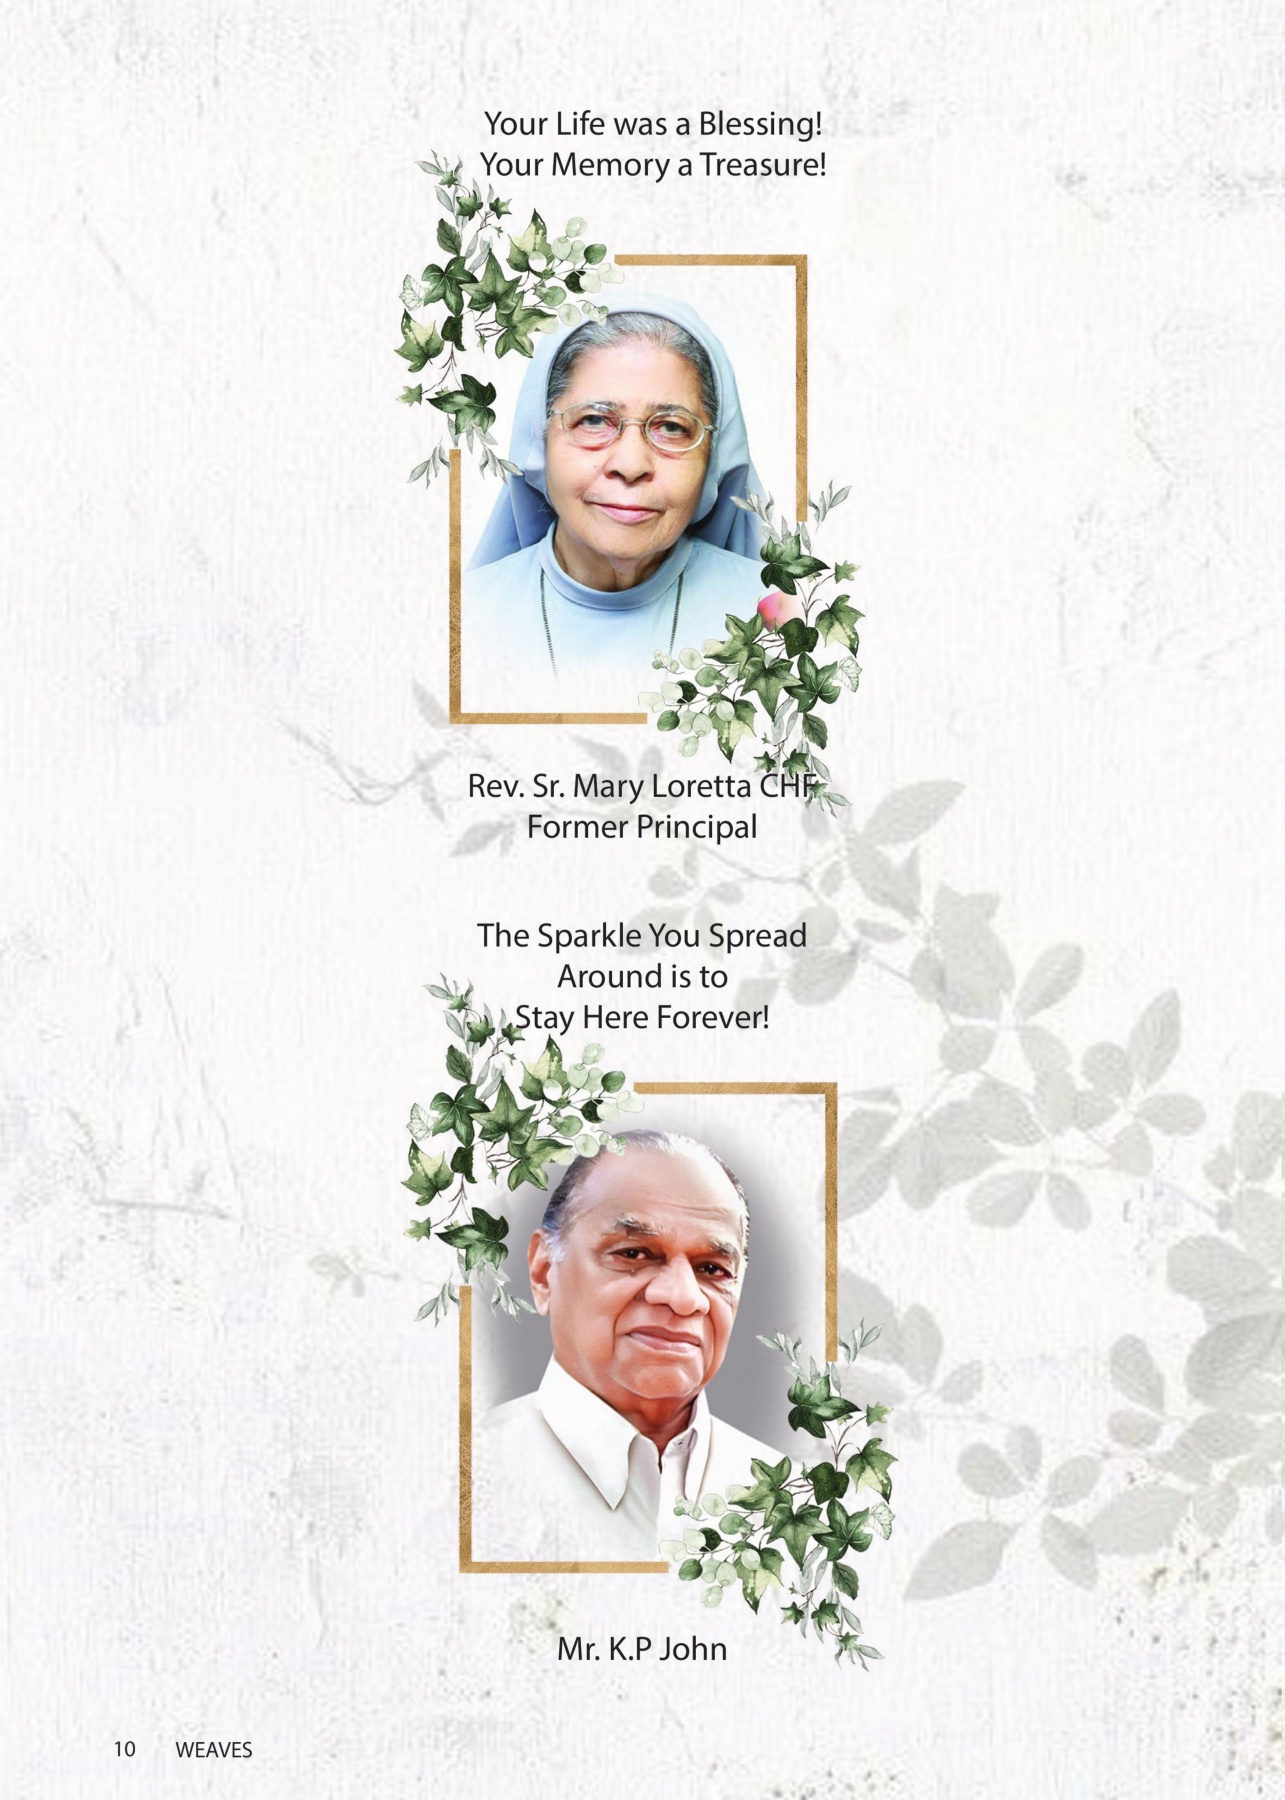 Your Life was a Blessing!
Your Memory a Treasure!
Rev. Sr. Mary Loretta CHF
Former Principal
The Sparkle You Spread
Around is to
Stay Here Forever!
Mr. K.P John
10 WEAVES